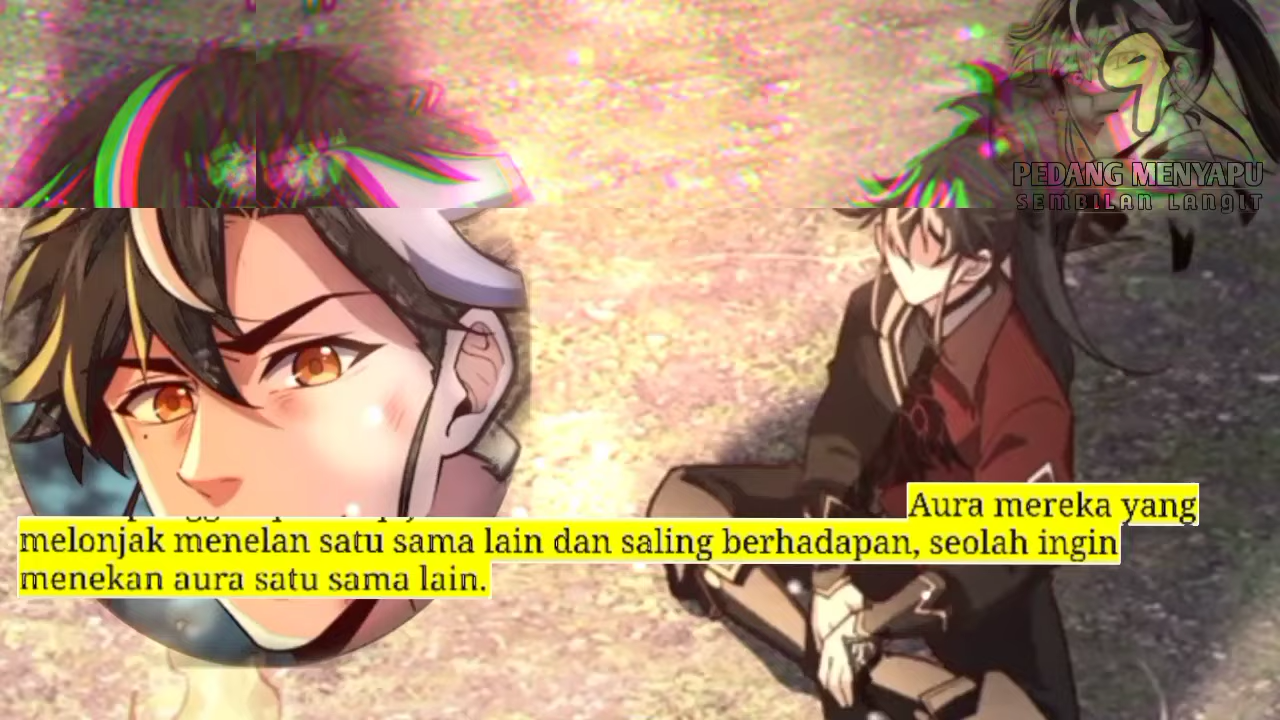 PEDANG MENYAPU
SEMBILAN LANGIT
Aura mereka yang
melonjak menelan satu sama lain dan saling berhadapan, seolah ingin
menekan aura satu sama lain.